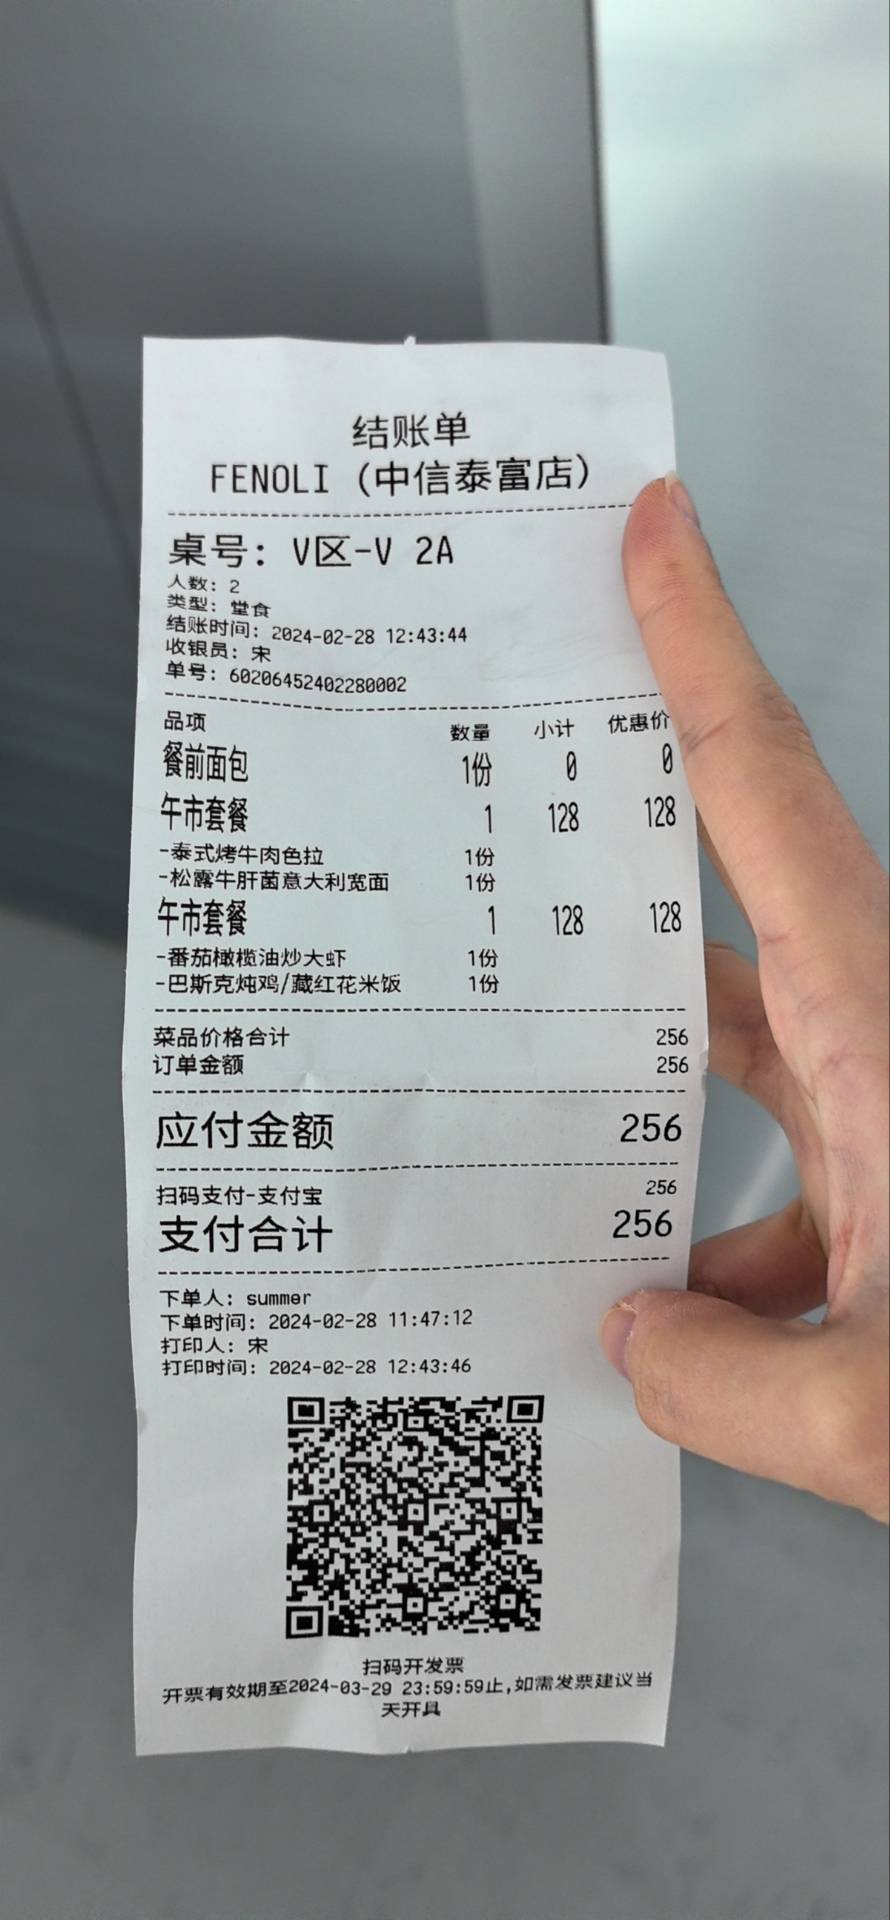 结账单
FENOLI (中信泰富店)
桌号: V区-V 2A
人数: 2
类型: 堂食
结账时间: 2024-02-28 12:43:44
收银员: 宋
单号: 60206452402280002
品项 数量 小计 优惠价
餐前面包 1份 0 0
午市套餐 1 128 128
-泰式烤牛肉色拉 1份
-松露牛肝菌意大利宽面 1份
午市套餐 1 128 128
-番茄橄榄油炒大虾 1份
-巴斯克炖鸡/藏红花米饭 1份
菜品价格合计 256
订单金额 256
应付金额 256
扫码支付-支付宝 256
支付合计 256
下单人: summer
下单时间: 2024-02-28 11:47:12
打印人: 宋
打印时间: 2024-02-28 12:43:46
扫码开发票
开票有效期至2024-03-29 23:59:59止,如需发票建议当
天开具